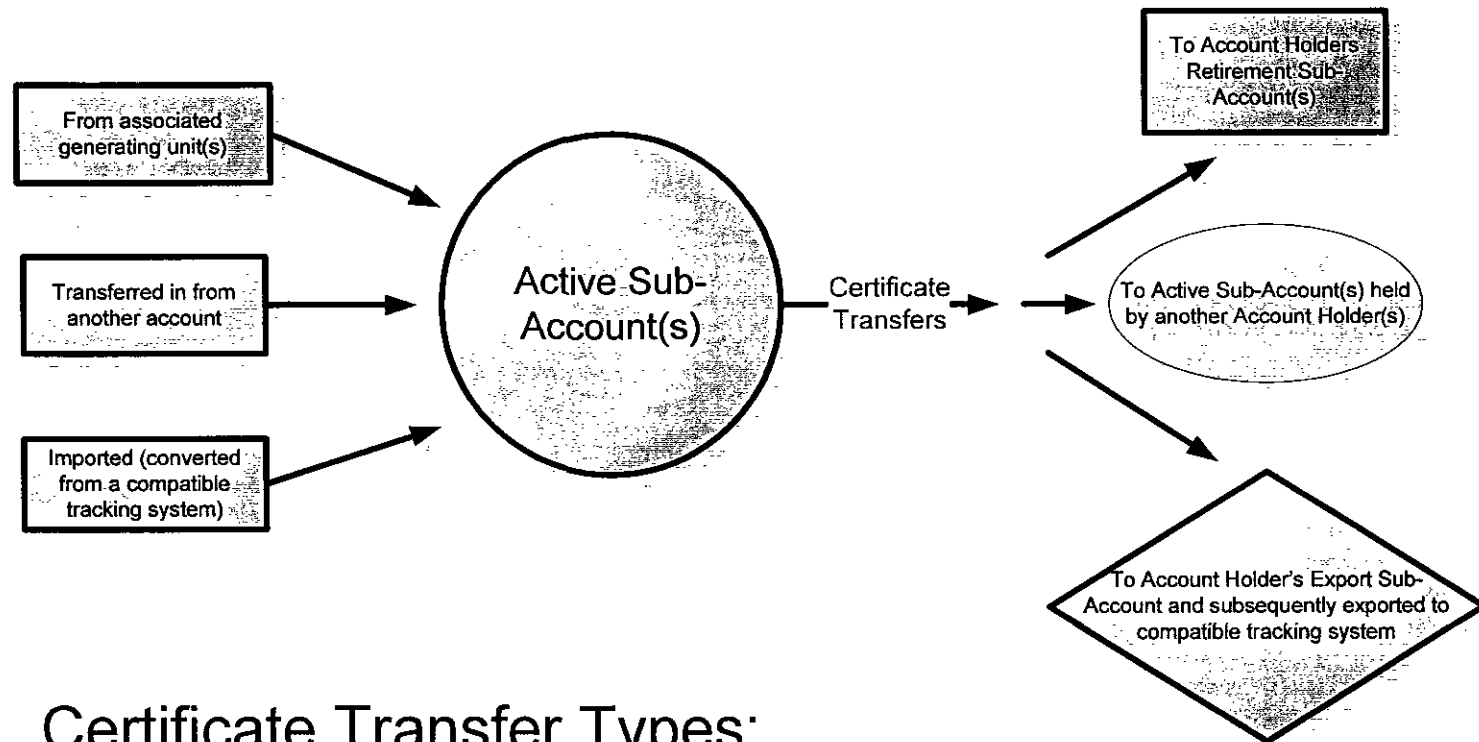 From associated
generating unit(s)
Transferred in from
another account
Imported (converted
from a compatible
tracking system)
Active Sub-
Account(s)
Certificate
Transfers
To Account Holders
Retirement Sub-
Account(s)
To Active Sub-Account(s) held
by another Account Holder(s)
To Account Holder's Export Sub-
Account and subsequently exported to
compatible tracking system
Certificate Transfer Types: